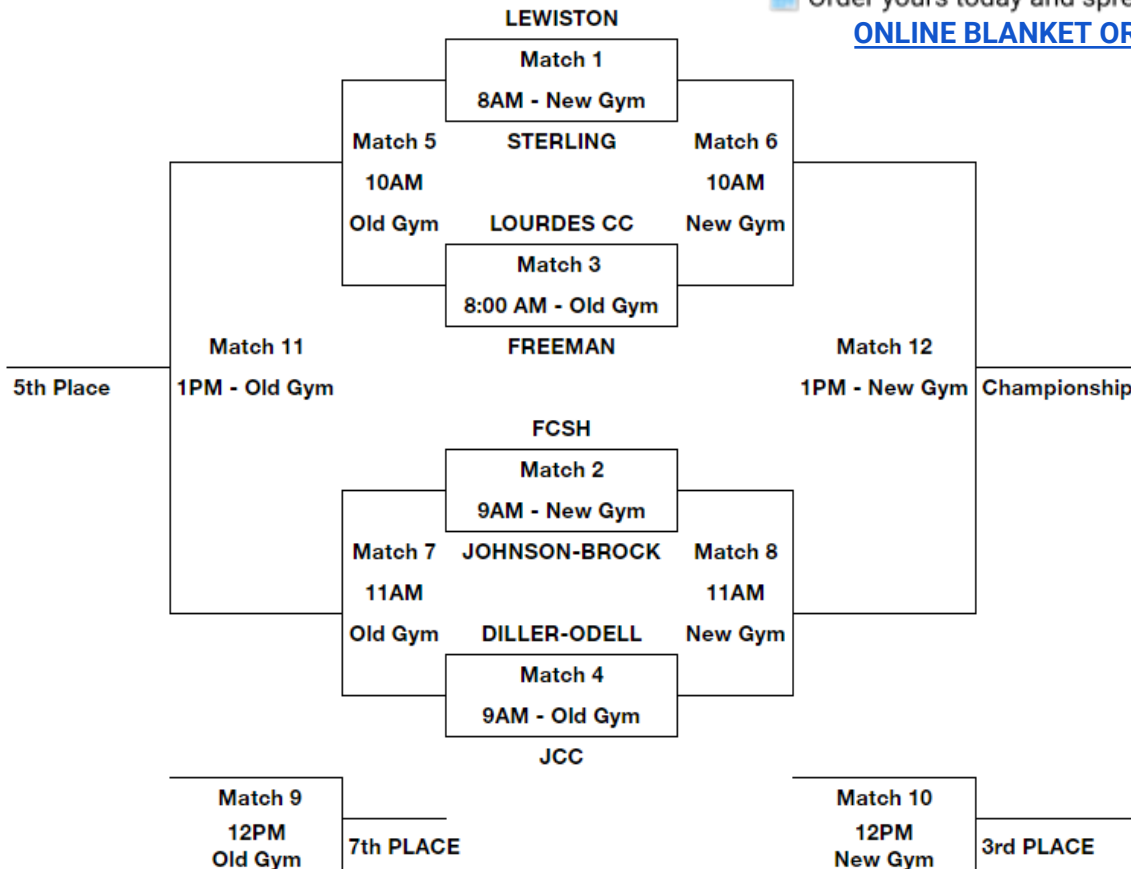 Order yours today and
ONLINE BLANKET
LEWISTON
Match 1
8AM - New Gym
Match 5 STERLING Match 6
10AM 10AM
Old Gym LOURDES CC New Gym
Match 3
8:00 AM - Old Gym
Match 11 FREEMAN Match 12
5th Place 1PM - Old Gym 1PM - New Gym Championship
FCSH
Match 2
9AM - New Gym
Match 7 JOHNSON-BROCK Match 8
11AM 11AM
Old Gym DILLER-ODELL New Gym
Match 4
9AM - Old Gym
JCC
Match 9 Match 10
12PM 12PM
7th PLACE 3rd PLACE
Old Gym New Gym